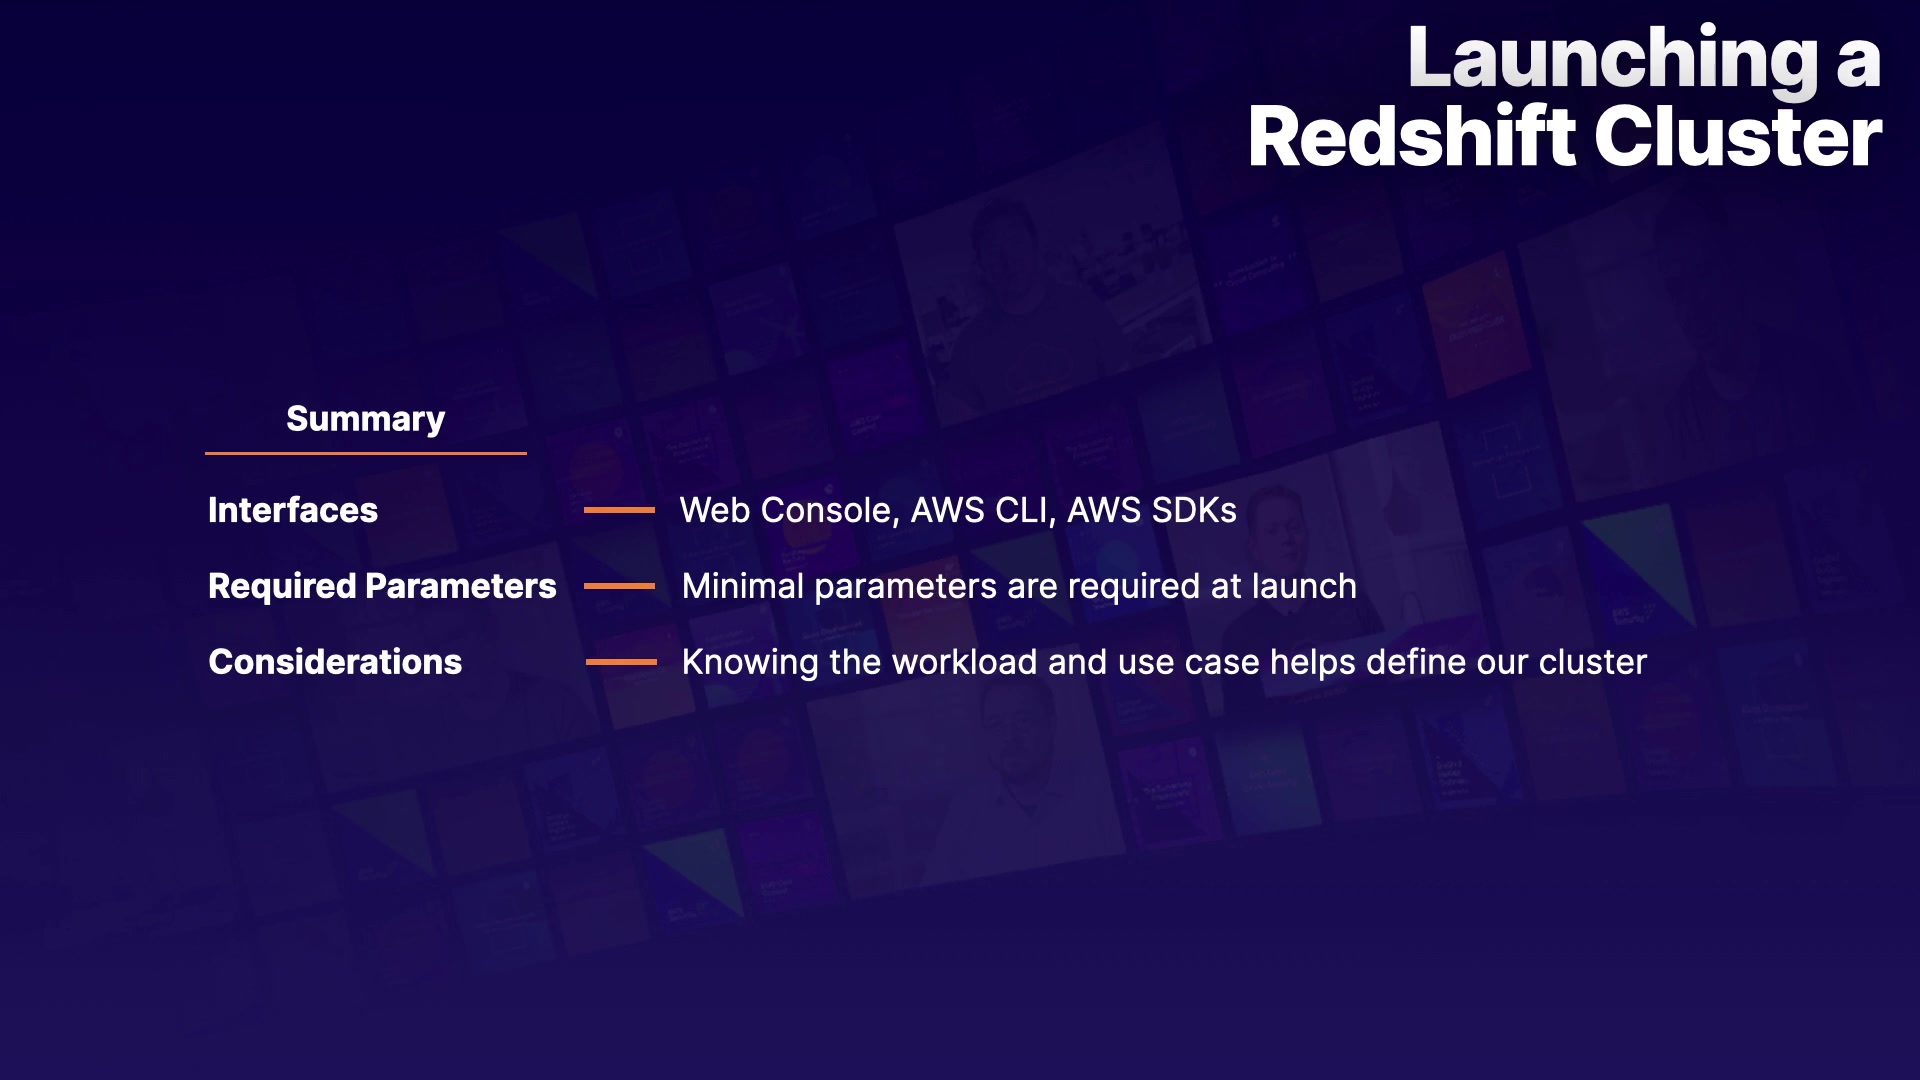 Launching a
Redshift Cluster
Summary
Interfaces Web Console, AWS CLI, AWS SDKs
Required Parameters Minimal parameters are required at launch
Considerations Knowing the workload and use case helps define our cluster